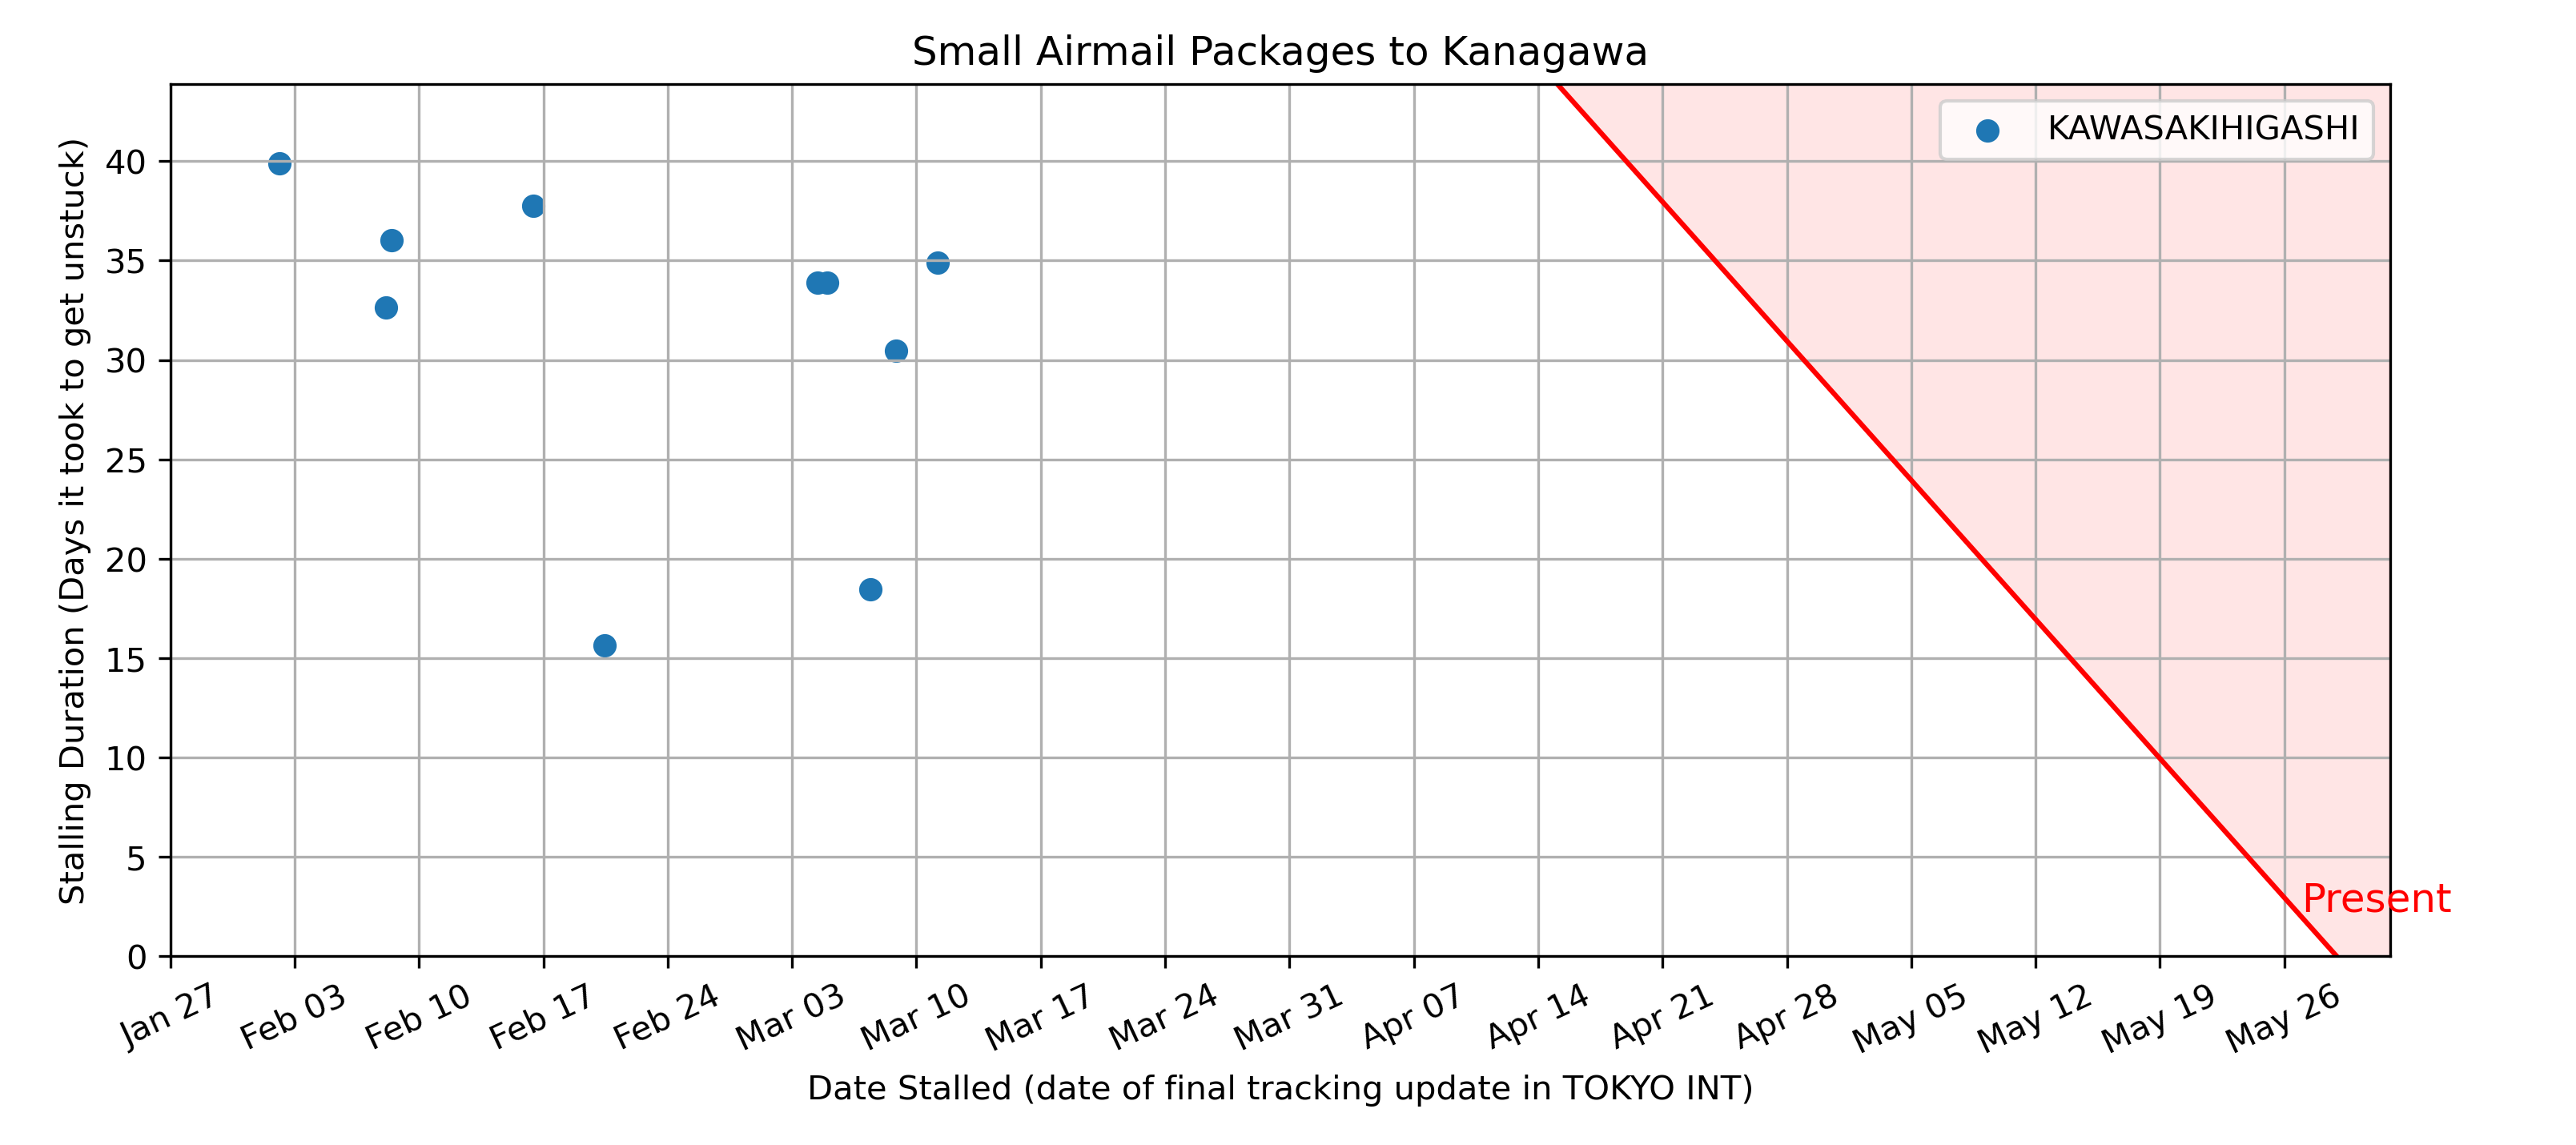 Small Airmail Packages to Kanagawa
KAWASAKIHIGASHI
Stalling Duration (Days it took to get unstuck)
40
35
30
25
20
15
10
5
0
Present
Jan 27
Feb 03
Feb 10
Feb 17
Feb 24
Mar 03
Mar 10
Mar 17
Mar 24
Mar 31
Apr 07
Apr 14
Apr 21
Apr 28
May 05
May 12
May 19
May 26
Date Stalled (date of final tracking update in TOKYO INT)